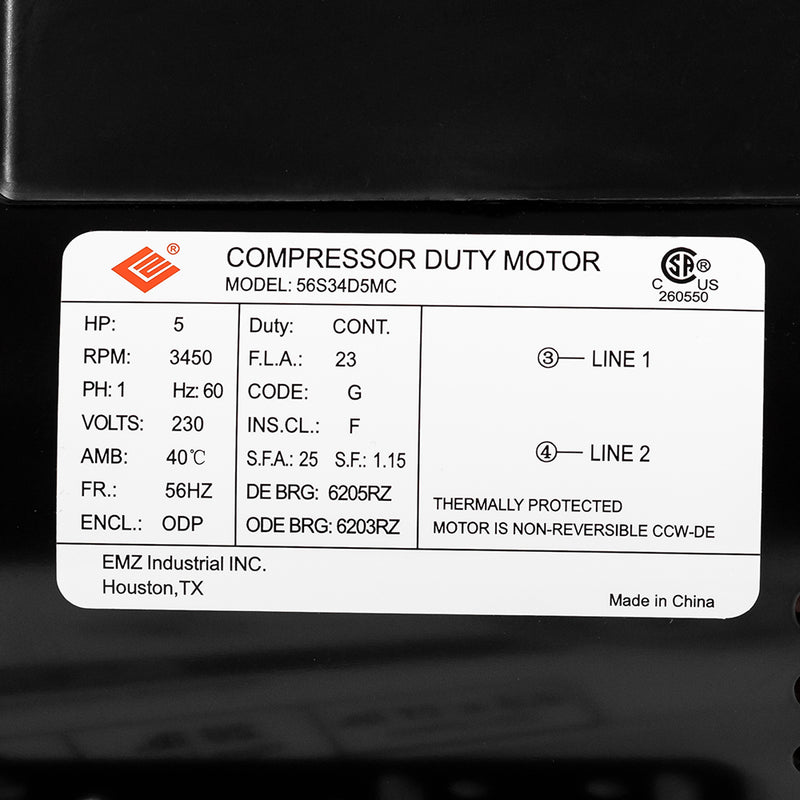 EMZ®
COMPRESSOR DUTY MOTOR
MODEL: 56S34D5MC
CSA®
C US
260550
HP: 5
RPM: 3450
PH: 1 Hz: 60
VOLTS: 230
AMB: 40℃
FR.: 56HZ
ENCL.: ODP
Duty: CONT.
F.L.A.: 23
CODE: G
INS.CL.: F
S.F.A.: 25 S.F.: 1.15
DE BRG: 6205RZ
ODE BRG: 6203RZ
③— LINE 1
④— LINE 2
THERMALLY PROTECTED
MOTOR IS NON-REVERSIBLE CCW-DE
EMZ Industrial INC.
Houston,TX
Made in China